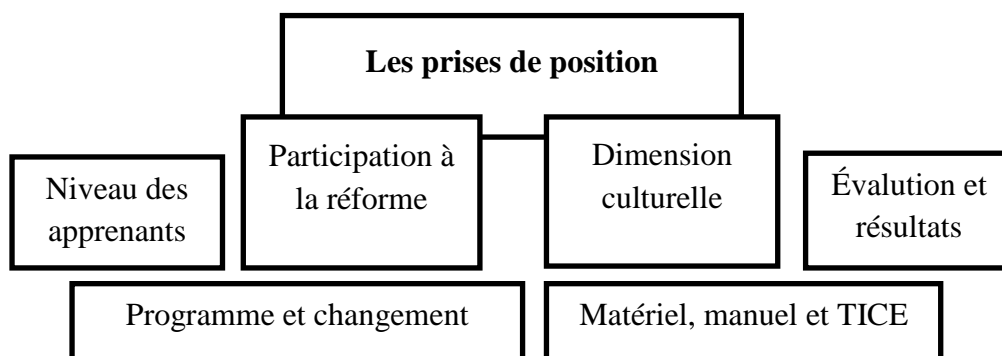 Les prises de position
Niveau des
apprenants
Participation à
la réforme
Dimension
culturelle
Évalution et
résultats
Programme et changement
Matériel, manuel et TICE